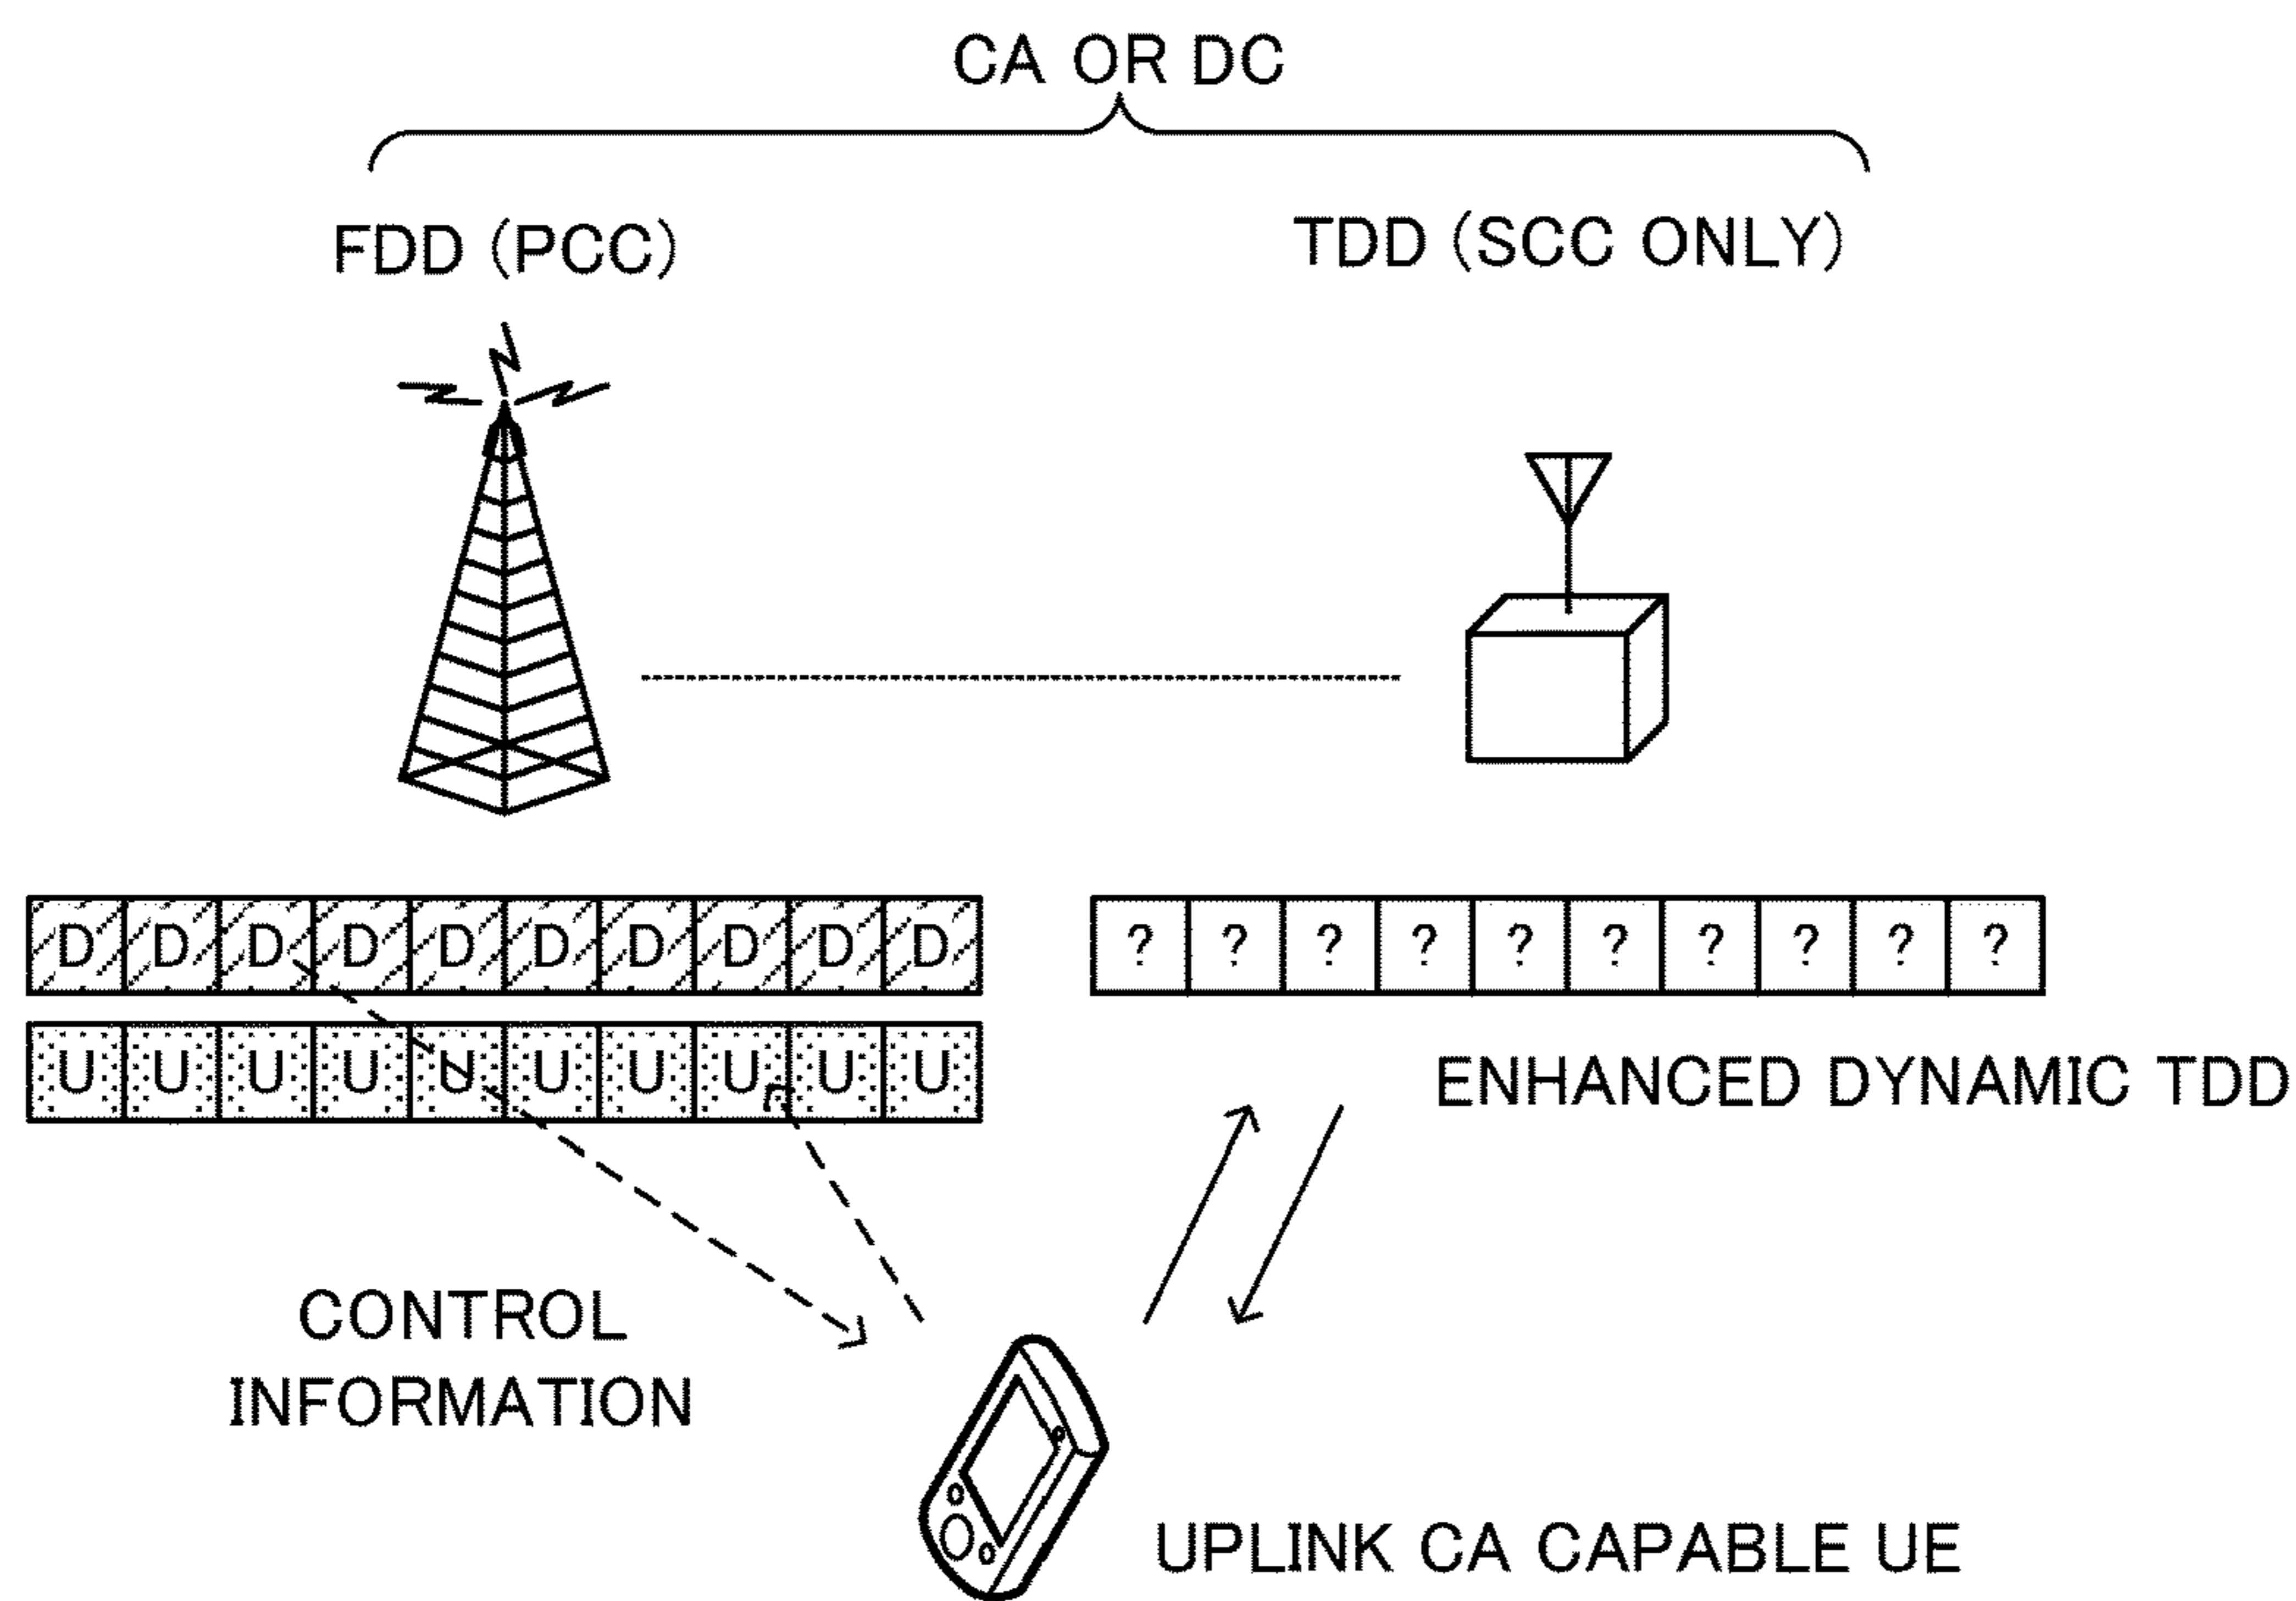 CA OR DC
FDD (PCC)
TDD (SCC ONLY)
D D D D D D D D D D
? ? ? ? ? ? ? ? ? ?
U U U U U U U U U U
ENHANCED DYNAMIC TDD
CONTROL
INFORMATION
UPLINK CA CAPABLE UE